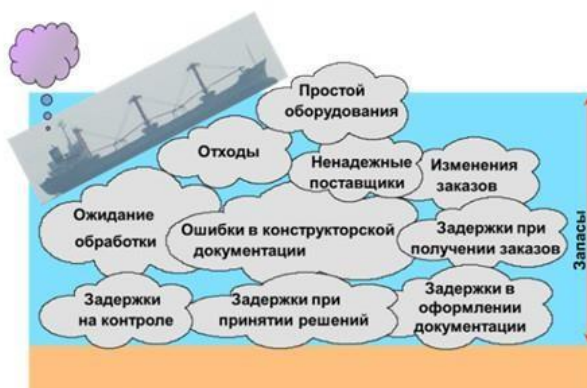 Простой
оборудования
Отходы
Ненадежные
поставщики
Изменения
заказов
Ожидание
обработки
Ошибки в конструкторской
документации
Задержки при
получении заказов
Задержки
на контроле
Задержки при
принятии решений
Задержки в
оформлении
документации
Запасы